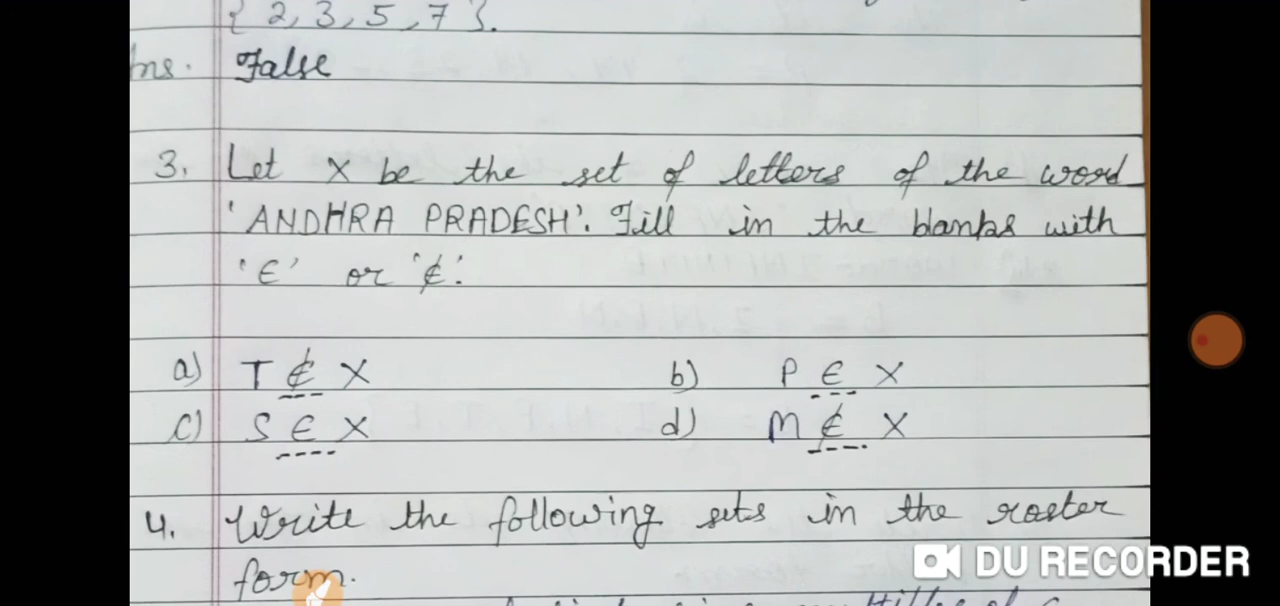 { 2, 3, 5, 7 }.
ns. False
3. Let X be the set of letters of the word
'ANDHRA PRADESH'. Fill in the blanks with
'∈' or '∉'.
a) T ∉ X b) P ∈ X
c) S ∈ X d) M ∉ X
4. Write the following sets in the roster
form.
DU RECORDER